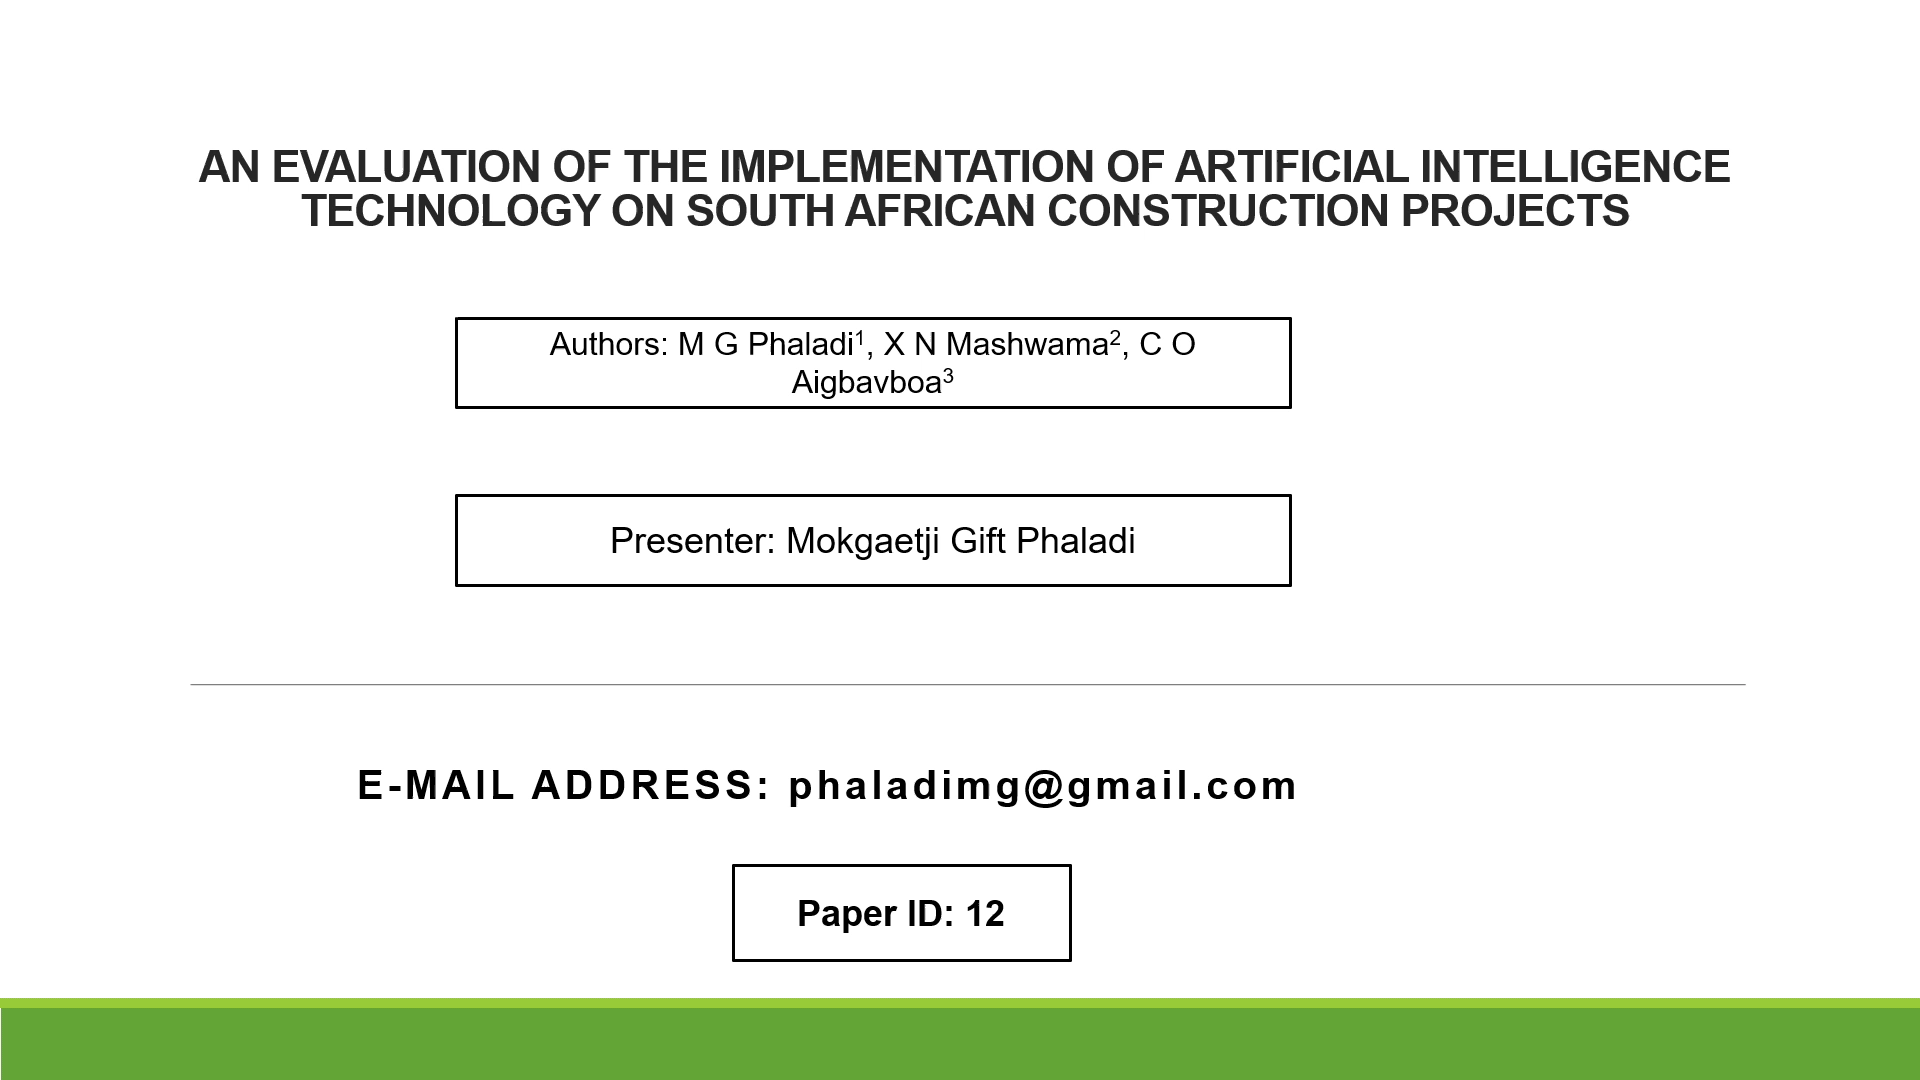 AN EVALUATION OF THE IMPLEMENTATION OF ARTIFICIAL INTELLIGENCE
TECHNOLOGY ON SOUTH AFRICAN CONSTRUCTION PROJECTS
Authors: M G Phaladi¹, X N Mashwama², C O
Aigbavboa³
Presenter: Mokgaetji Gift Phaladi
E-MAIL ADDRESS: phaladimg@gmail.com
Paper ID: 12